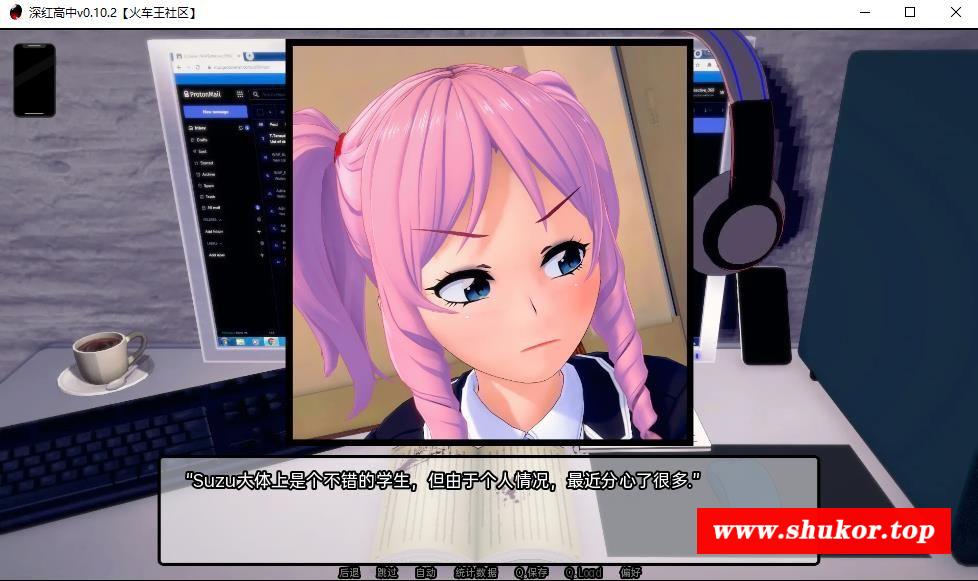 深红高中v0.10.2【火车王社区】
ProtonMail
New message
Inbox
Drafts
Sent
Starred
Archive
Spam
Trash
All mail
Add folder
“Suzu大体上是个不错的学生，但由于个人情况，最近分心了很多.”
www.shukor.top
后退 跳过 自动 统计数据 Q.保存 Q.Load 偏好